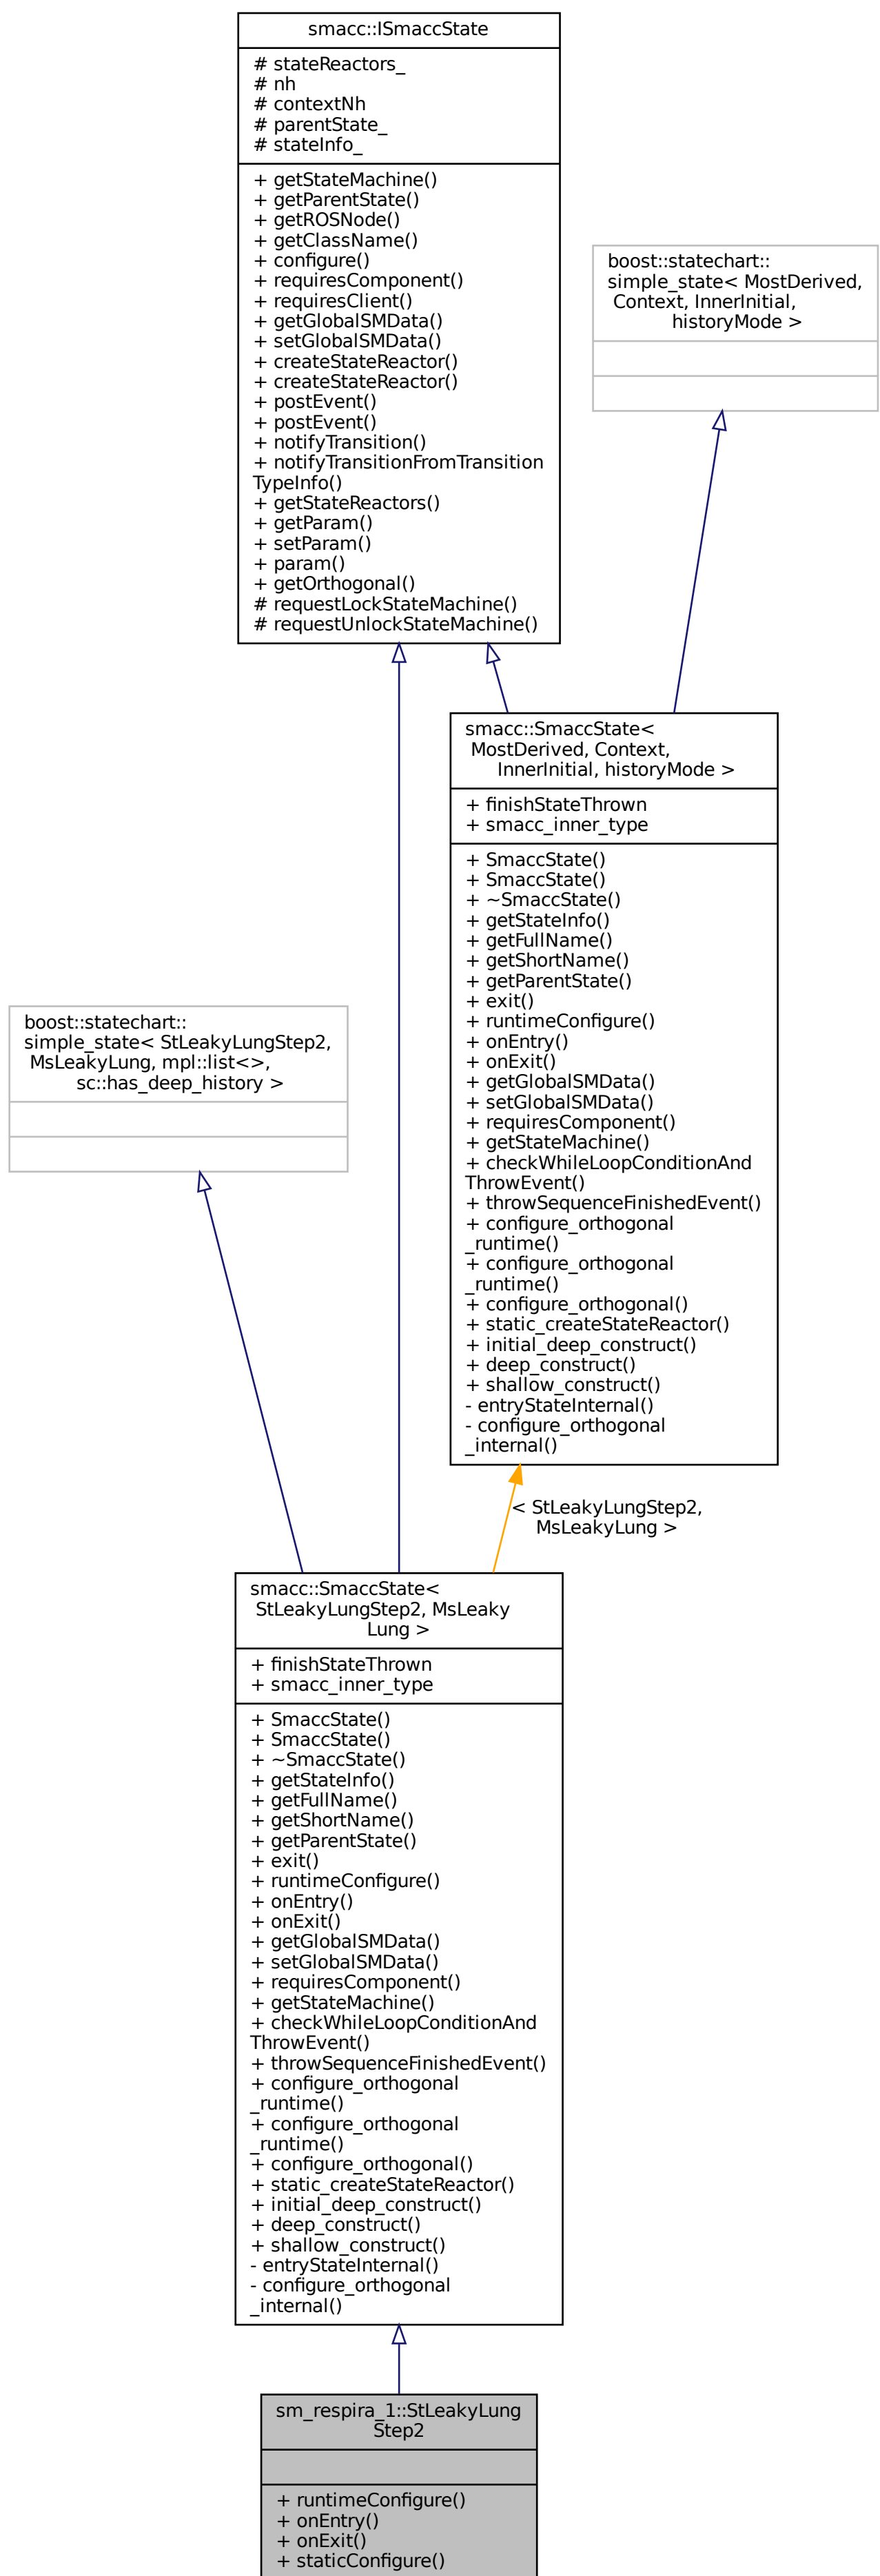 smacc::ISmaccState
# stateReactors_
# nh
# contextNh
# parentState_
# stateInfo_
+ getStateMachine()
+ getParentState()
+ getROSNode()
+ getClassName()
+ configure()
+ requiresComponent()
+ requiresClient()
+ getGlobalSMData()
+ setGlobalSMData()
+ createStateReactor()
+ createStateReactor()
+ postEvent()
+ postEvent()
+ notifyTransition()
+ notifyTransitionFromTransition
TypeInfo()
+ getStateReactors()
+ getParam()
+ setParam()
+ param()
+ getOrthogonal()
# requestLockStateMachine()
# requestUnlockStateMachine()
boost::statechart::
simple_state< MostDerived,
Context, InnerInitial,
historyMode >
smacc::SmaccState<
MostDerived, Context,
InnerInitial, historyMode >
+ finishStateThrown
+ smacc_inner_type
+ SmaccState()
+ SmaccState()
+ ~SmaccState()
+ getStateInfo()
+ getFullName()
+ getShortName()
+ getParentState()
+ exit()
+ runtimeConfigure()
+ onEntry()
+ onExit()
+ getGlobalSMData()
+ setGlobalSMData()
+ requiresComponent()
+ getStateMachine()
+ checkWhileLoopConditionAnd
ThrowEvent()
+ throwSequenceFinishedEvent()
+ configure_orthogonal
_runtime()
+ configure_orthogonal
_runtime()
+ configure_orthogonal()
+ static_createStateReactor()
+ initial_deep_construct()
+ deep_construct()
+ shallow_construct()
- entryStateInternal()
- configure_orthogonal
_internal()
boost::statechart::
simple_state< StLeakyLungStep2,
MsLeakyLung, mpl::list<>,
sc::has_deep_history >
< StLeakyLungStep2,
MsLeakyLung >
smacc::SmaccState<
StLeakyLungStep2, MsLeaky
Lung >
+ finishStateThrown
+ smacc_inner_type
+ SmaccState()
+ SmaccState()
+ ~SmaccState()
+ getStateInfo()
+ getFullName()
+ getShortName()
+ getParentState()
+ exit()
+ runtimeConfigure()
+ onEntry()
+ onExit()
+ getGlobalSMData()
+ setGlobalSMData()
+ requiresComponent()
+ getStateMachine()
+ checkWhileLoopConditionAnd
ThrowEvent()
+ throwSequenceFinishedEvent()
+ configure_orthogonal
_runtime()
+ configure_orthogonal
_runtime()
+ configure_orthogonal()
+ static_createStateReactor()
+ initial_deep_construct()
+ deep_construct()
+ shallow_construct()
- entryStateInternal()
- configure_orthogonal
_internal()
sm_respira_1::StLeakyLung
Step2
+ runtimeConfigure()
+ onEntry()
+ onExit()
+ staticConfigure()